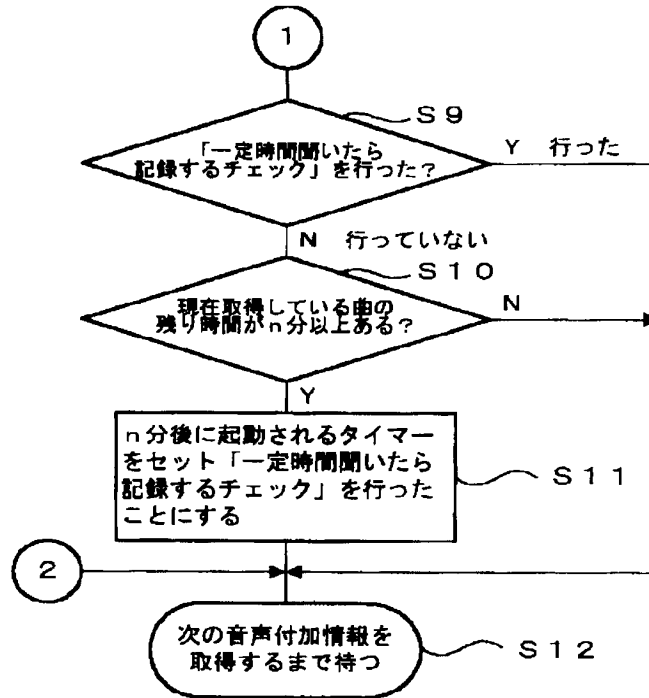 1
S9
「一定時間聞いたら
記録するチェック」を行った?
Y 行った
N 行っていない
S10
現在取得している曲の
残り時間がn分以上ある?
N
Y
n分後に起動されるタイマー
をセット「一定時間聞いたら
記録するチェック」を行った
ことにする
S11
2
次の音声付加情報を
取得するまで待つ
S12